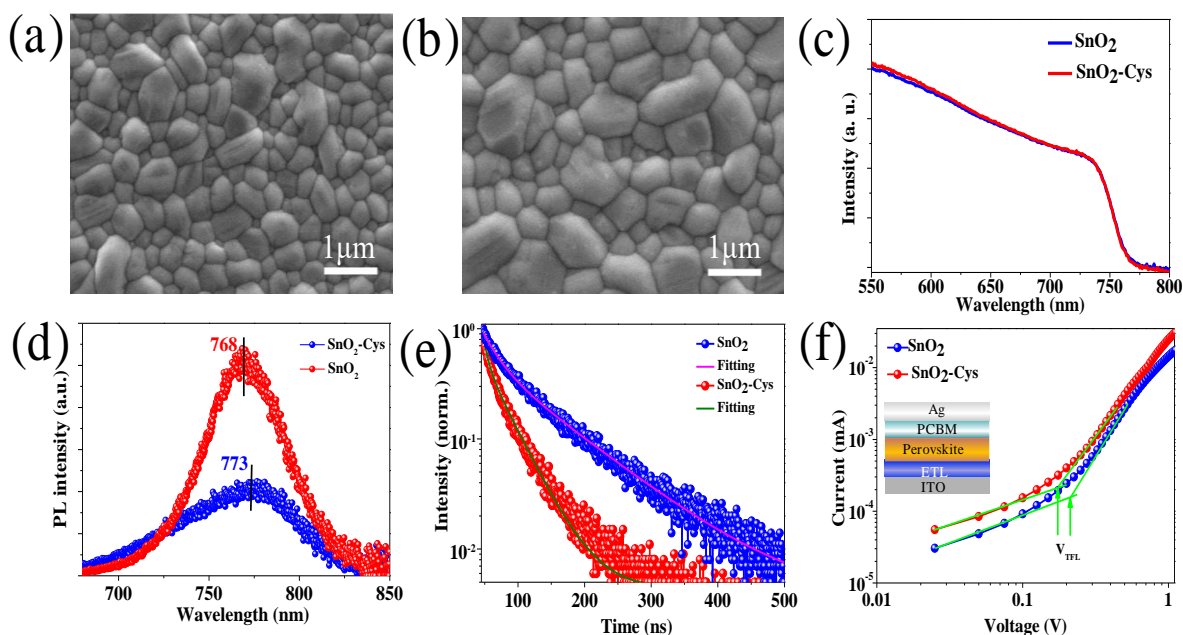 (a)
1μm
(b)
1μm
(c)
SnO₂
SnO₂-Cys
Intensity (a. u.)
550 600 650 700 750 800
Wavelength (nm)
(d)
768
773
SnO₂-Cys
SnO₂
PL intensity (a.u.)
700 750 800 850
Wavelength (nm)
(e)
SnO₂
Fitting
SnO₂-Cys
Fitting
Intensity (norm.)
10⁰
10⁻¹
10⁻²
100 200 300 400 500
Time (ns)
(f)
SnO₂
SnO₂-Cys
Ag
PCBM
Perovskite
ETL
ITO
V_TFL
Current (mA)
10⁻²
10⁻³
10⁻⁴
10⁻⁵
0.01 0.1 1
Voltage (V)